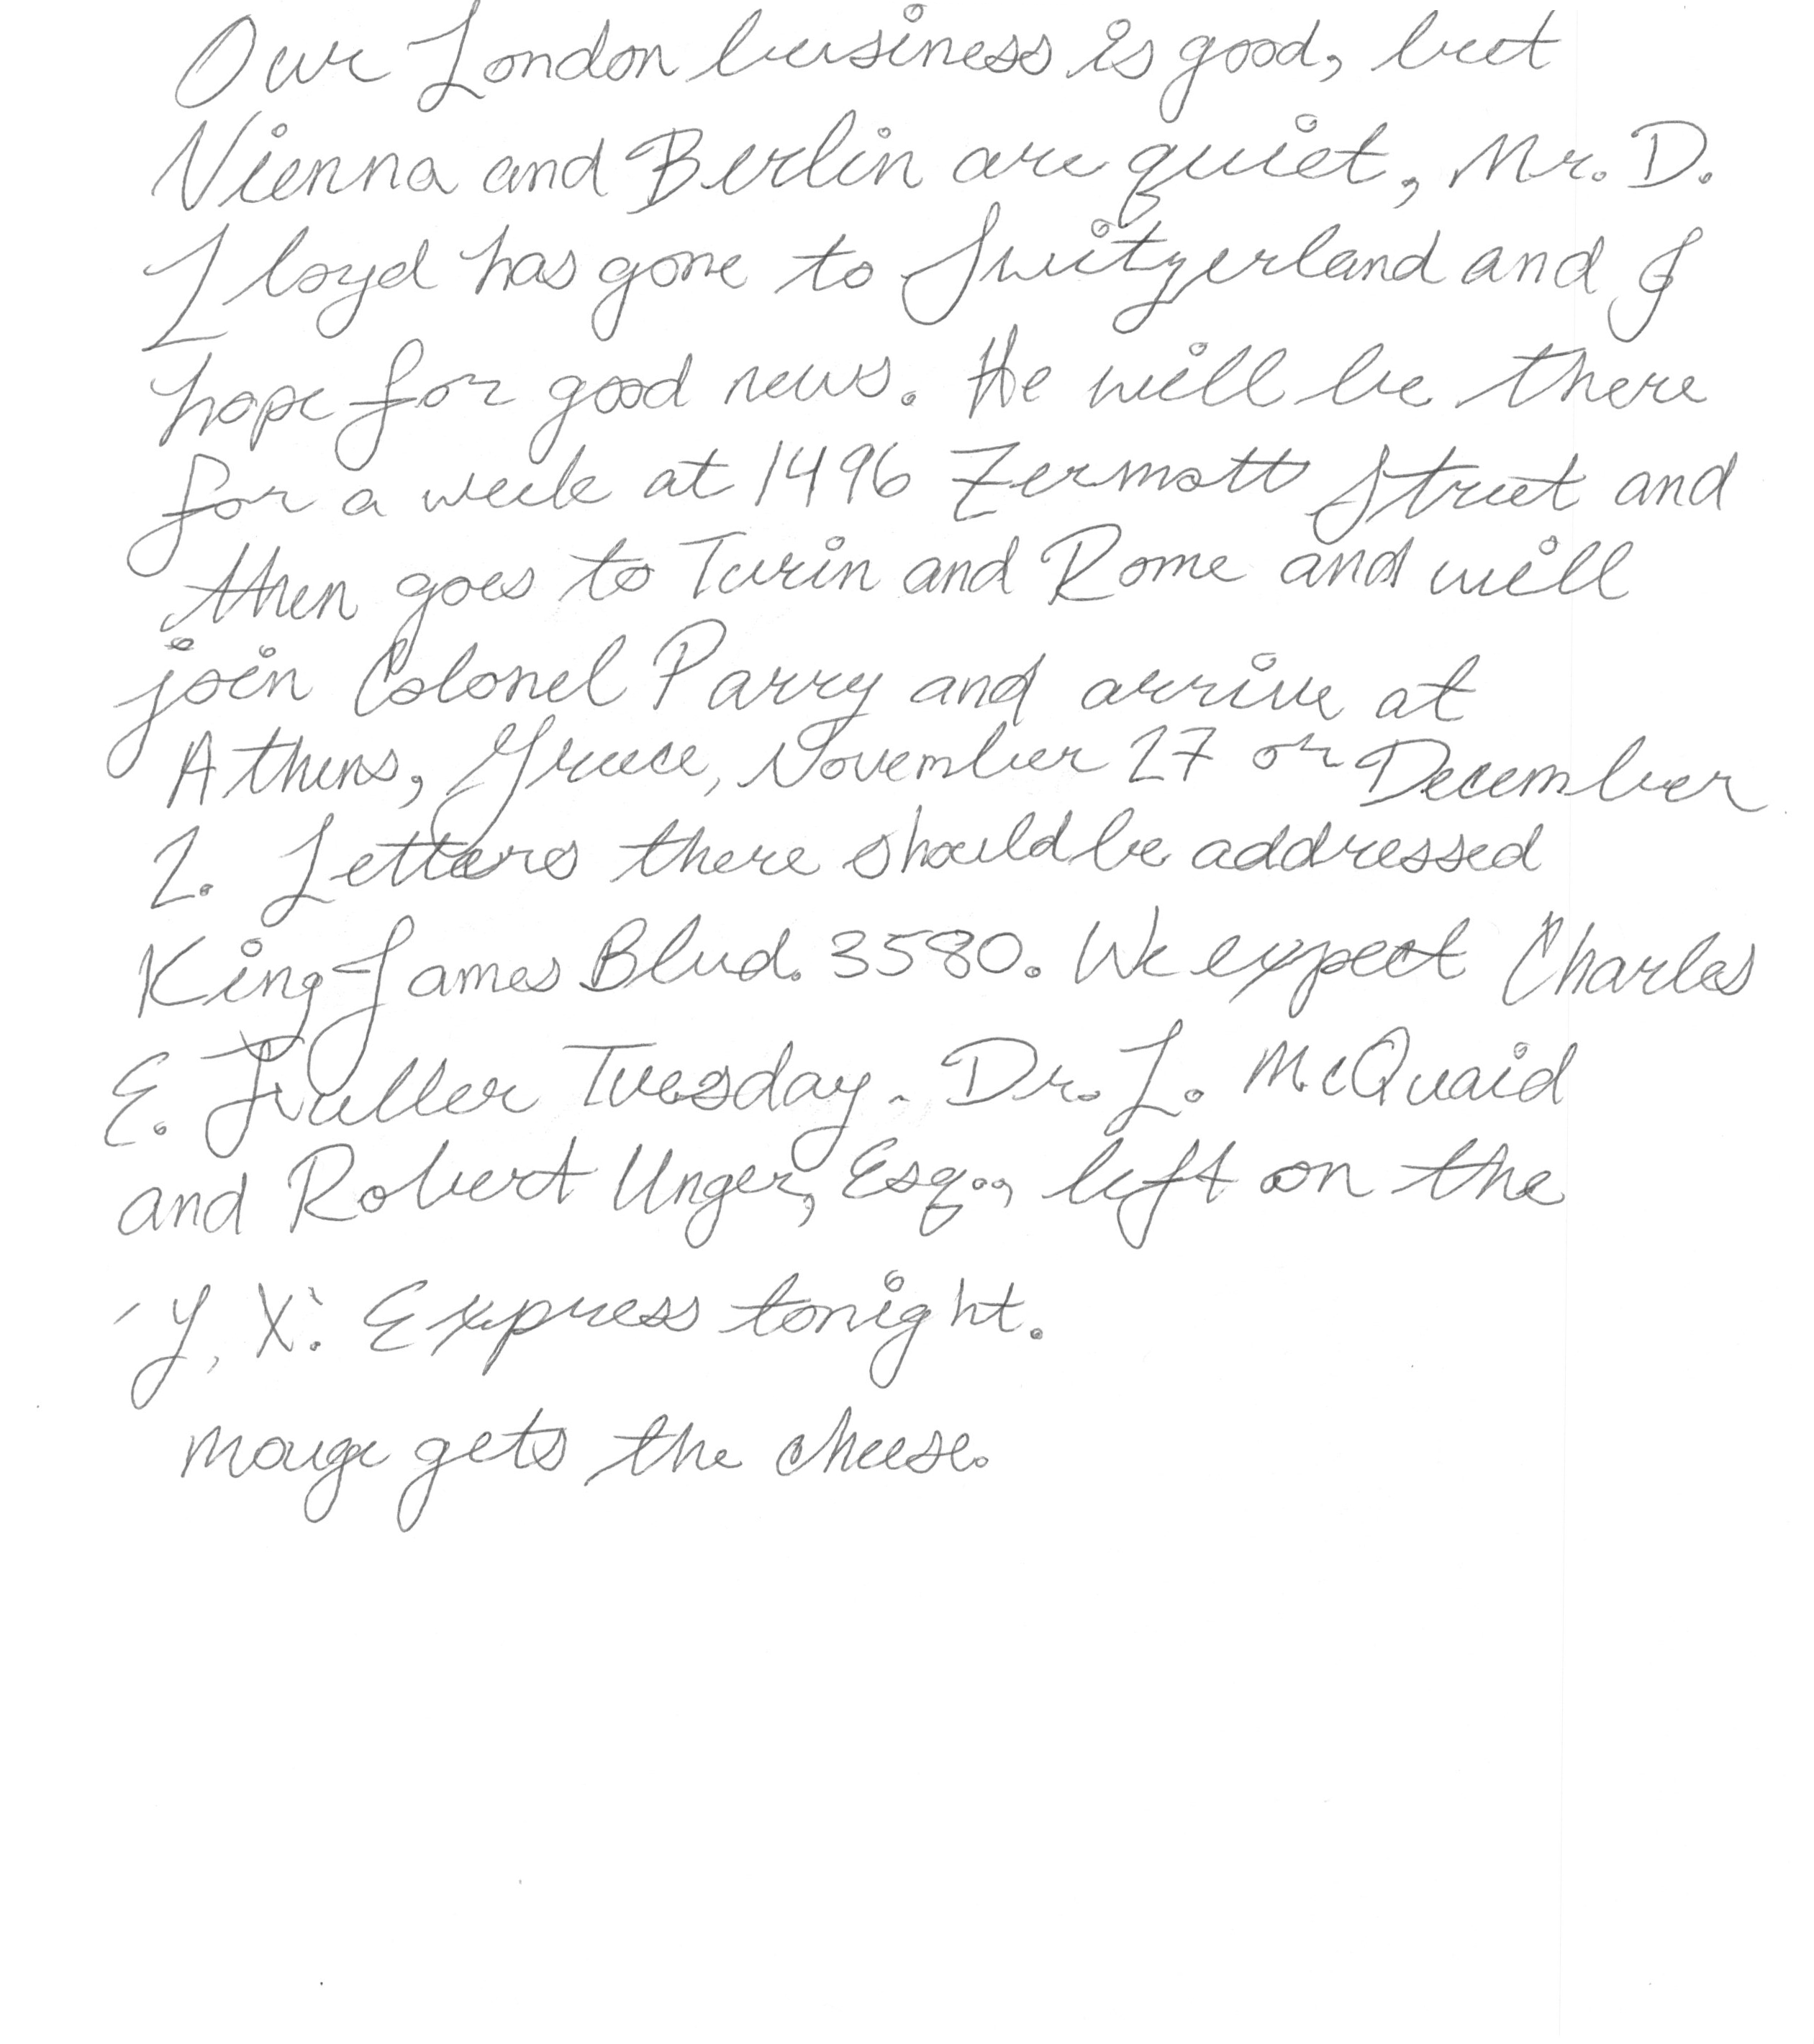 Our London business is good, but
Vienna and Berlin are quiet, Mr. D.
Lloyd has gone to Switzerland and I
hope for good news. He will be there
for a week at 1496 Zermott Street and
then goes to Turin and Rome and will
join Colonel Parry and arrive at
Athens, Greece, November 27 or December
2. Letters there should be addressed
King James Blvd. 3580. We expect Charles
E. Fuller Tuesday. Dr. L. McQuaid
and Robert Unger, Esq., left on the
Y. X. Express tonight.
gets the cheese.